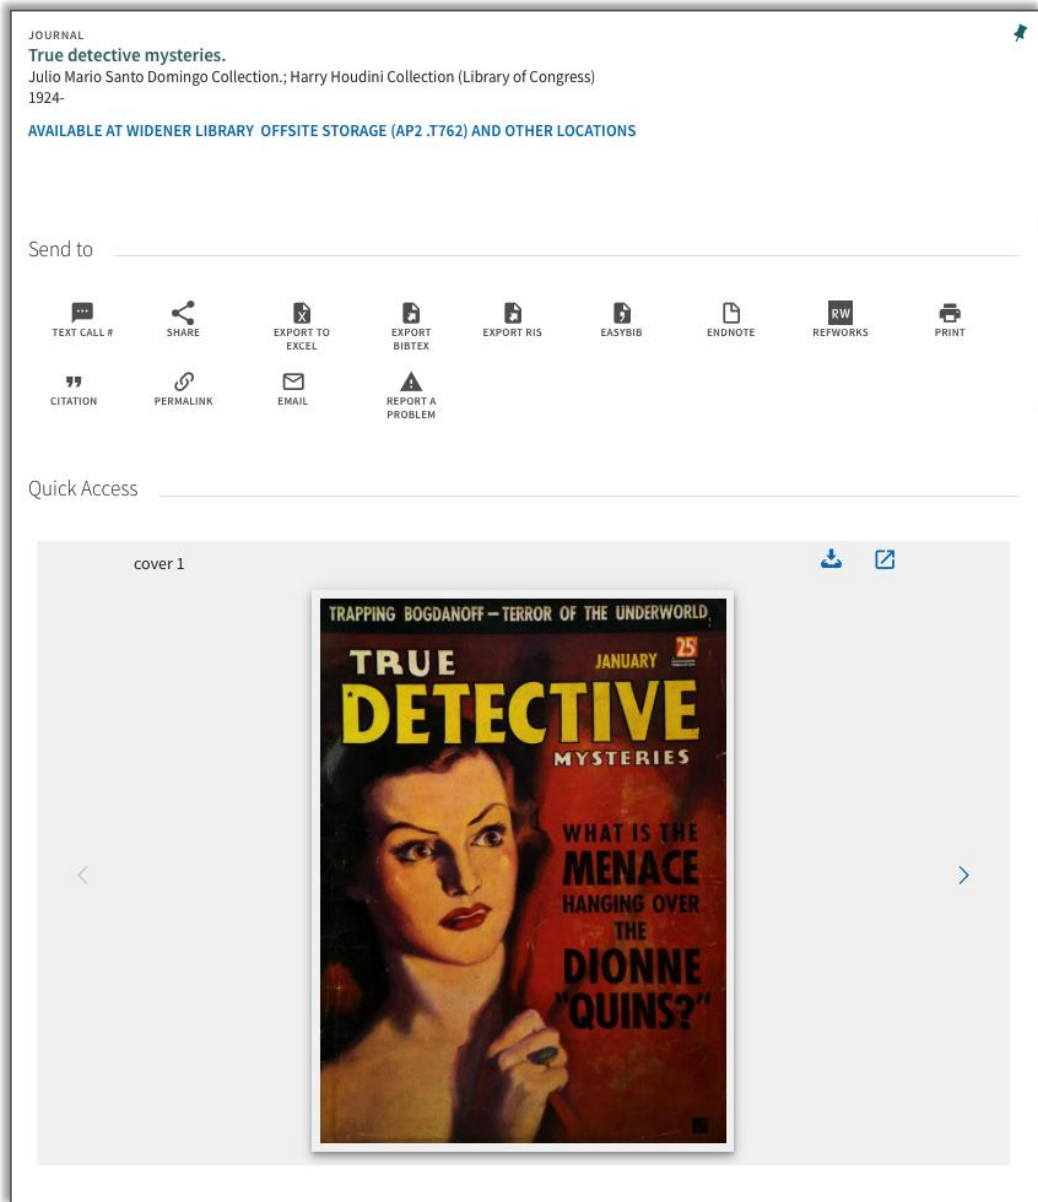 JOURNAL
True detective mysteries.
Julio Mario Santo Domingo Collection.; Harry Houdini Collection (Library of Congress)
1924-
AVAILABLE AT WIDENER LIBRARY OFFSITE STORAGE (AP2 .T762) AND OTHER LOCATIONS
Send to
TEXT CALL #
SHARE
EXPORT TO
EXCEL
EXPORT
BIBTEX
EXPORT RIS
EASYBIB
ENDNOTE
RW
REFWORKS
PRINT
CITATION
PERMALINK
EMAIL
REPORT A
PROBLEM
Quick Access
cover 1
TRAPPING BOGDANOFF — TERROR OF THE UNDERWORLD
TRUE
JANUARY 25
DETECTIVE
MYSTERIES
WHAT IS THE
MENACE
HANGING OVER
THE
DIONNE
"QUINS?"